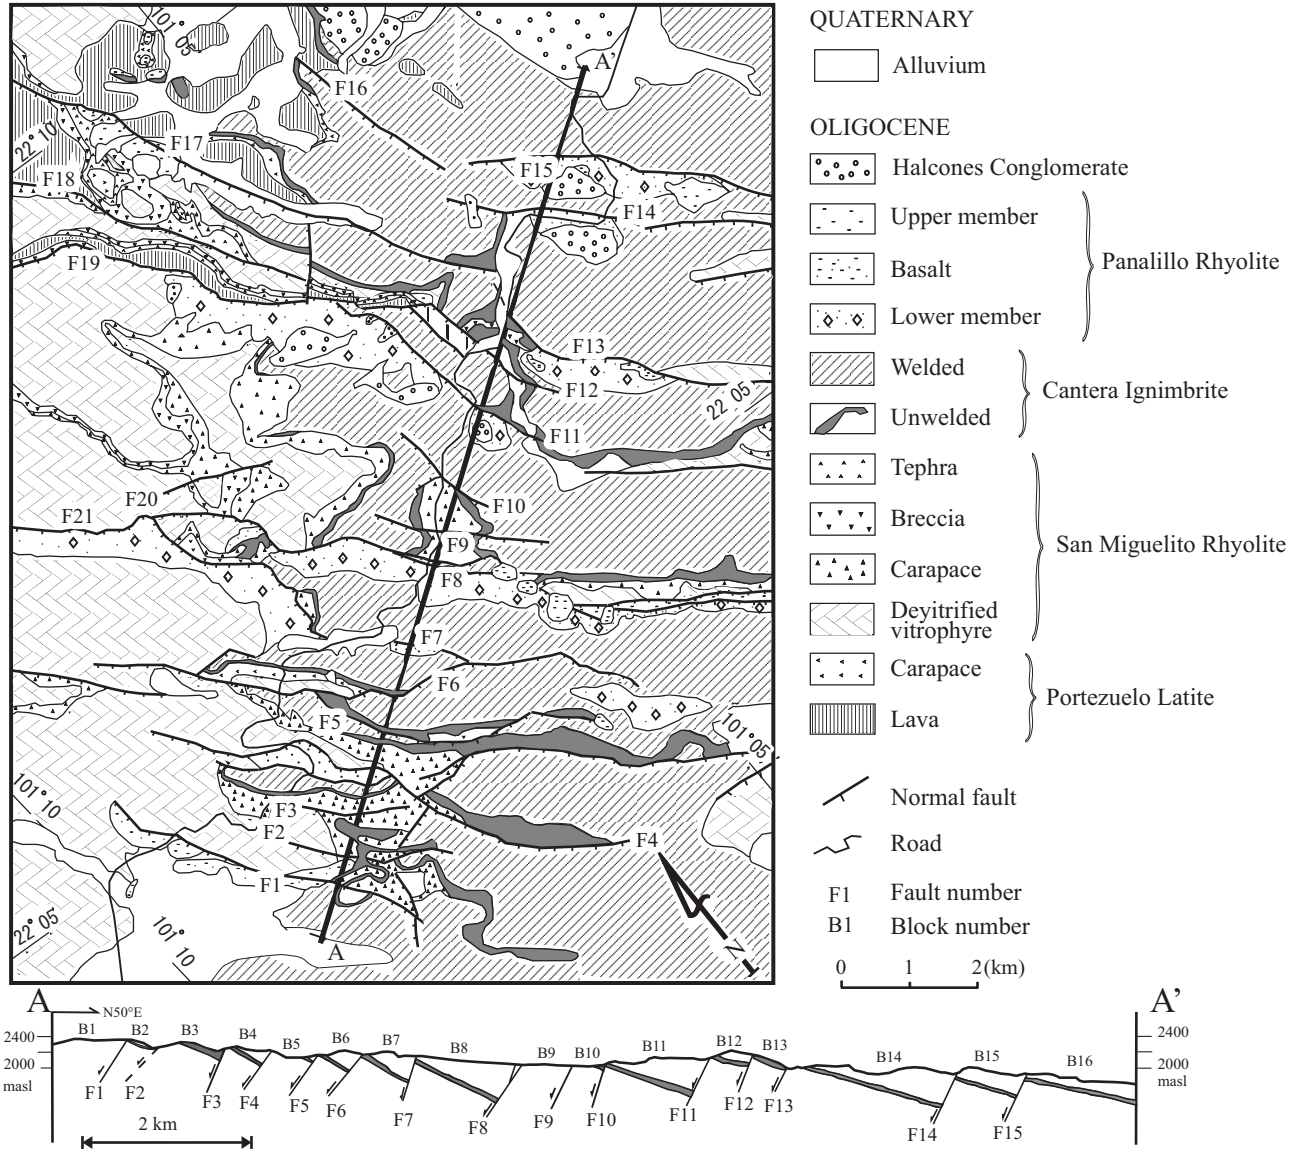 101° 05'
A'
F16
22° 10'
F17
F15
F18
F14
F19
F13
F12
22° 05'
F11
F20
F10
F21
F9
F8
F7
F6
F5
101° 05'
101° 10'
F3
F2
F4
F1
22° 05'
101° 10'
A
N
QUATERNARY
Alluvium
OLIGOCENE
Halcones Conglomerate
Upper member
Basalt
Panalillo Rhyolite
Lower member
Welded
Cantera Ignimbrite
Unwelded
Tephra
Breccia
San Miguelito Rhyolite
Carapace
Deyitrified
vitrophyre
Carapace
Portezuelo Latite
Lava
Normal fault
Road
F1 Fault number
B1 Block number
0 1 2(km)
A A'
N50°E
B1 B2 B3 B4 B5 B6 B7 B8 B9 B10 B11 B12 B13 B14 B15 B16
2400 2400
2000 2000
masl masl
F1 F2 F3 F4 F5 F6 F7 F8 F9 F10 F11 F12 F13 F14 F15
2 km